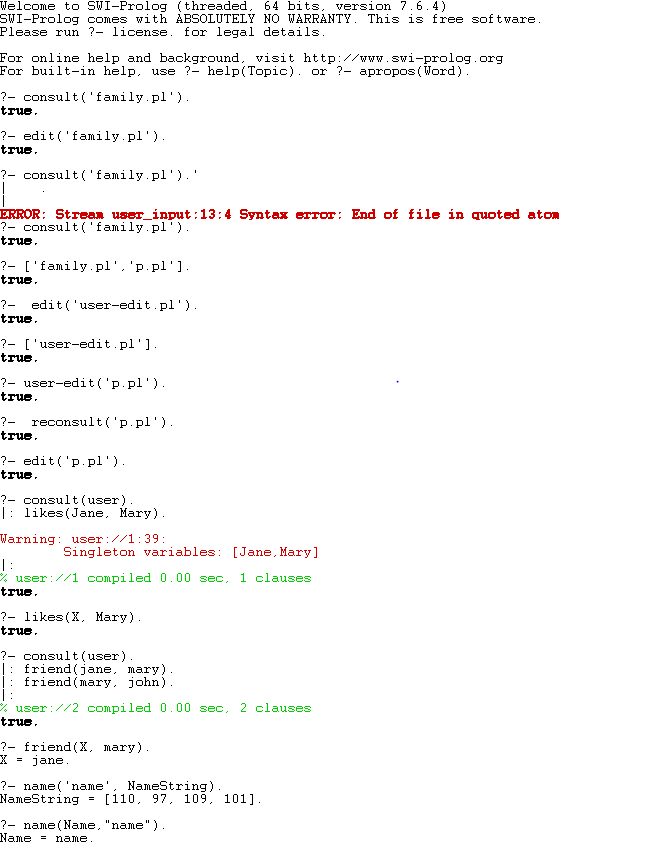 Welcome to SWI-Prolog (threaded, 64 bits, version 7.6.4)
SWI-Prolog comes with ABSOLUTELY NO WARRANTY. This is free software.
Please run ?- license. for legal details.
For online help and background, visit http://www.swi-prolog.org
For built-in help, use ?- help(Topic). or ?- apropos(Word).
?- consult('family.pl').
true.
?- edit('family.pl').
true.
?- consult('family.pl').'
|    .
|
ERROR: Stream user_input:13:4 Syntax error: End of file in quoted atom
?- consult('family.pl').
true.
?- ['family.pl','p.pl'].
true.
?-  edit('user-edit.pl').
true.
?- ['user-edit.pl'].
true.
?- user-edit('p.pl').
true.
?-  reconsult('p.pl').
true.
?- edit('p.pl').
true.
?- consult(user).
|: likes(Jane, Mary).
Warning: user://1:39:
        Singleton variables: [Jane,Mary]
|:
% user://1 compiled 0.00 sec, 1 clauses
true.
?- likes(X, Mary).
true.
?- consult(user).
|: friend(jane, mary).
|: friend(mary, john).
|:
% user://2 compiled 0.00 sec, 2 clauses
true.
?- friend(X, mary).
X = jane.
?- name('name', NameString).
NameString = [110, 97, 109, 101].
?- name(Name,"name").
Name = name.